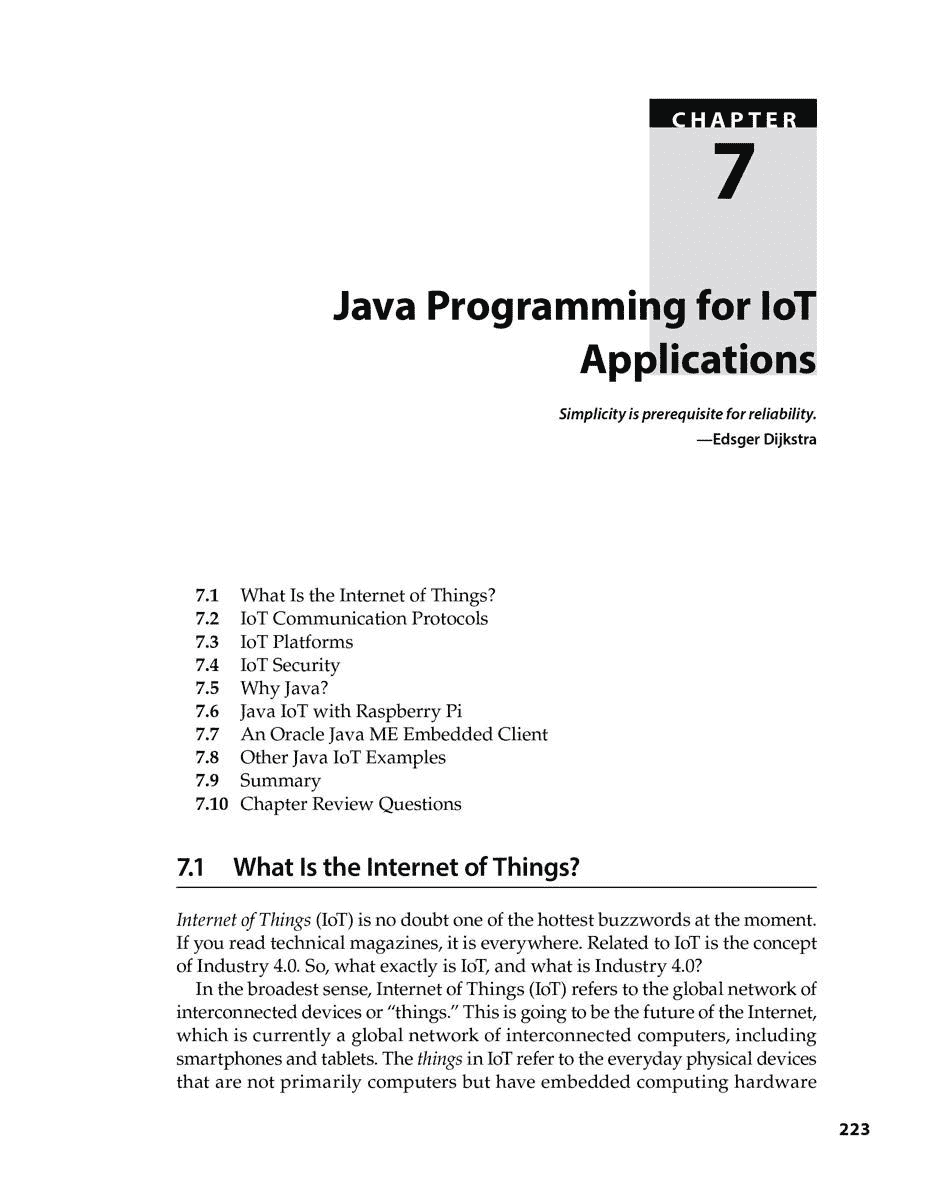 CHAPTER
7
Java Programming for IoT
Applications
Simplicity is prerequisite for reliability.
—Edsger Dijkstra
7.1 What Is the Internet of Things?
7.2 IoT Communication Protocols
7.3 IoT Platforms
7.4 IoT Security
7.5 Why Java?
7.6 Java IoT with Raspberry Pi
7.7 An Oracle Java ME Embedded Client
7.8 Other Java IoT Examples
7.9 Summary
7.10 Chapter Review Questions
7.1 What Is the Internet of Things?
Internet of Things (IoT) is no doubt one of the hottest buzzwords at the moment.
If you read technical magazines, it is everywhere. Related to IoT is the concept
of Industry 4.0. So, what exactly is IoT, and what is Industry 4.0?
In the broadest sense, Internet of Things (IoT) refers to the global network of
interconnected devices or “things.” This is going to be the future of the Internet,
which is currently a global network of interconnected computers, including
smartphones and tablets. The things in IoT refer to the everyday physical devices
that are not primarily computers but have embedded computing hardware
223